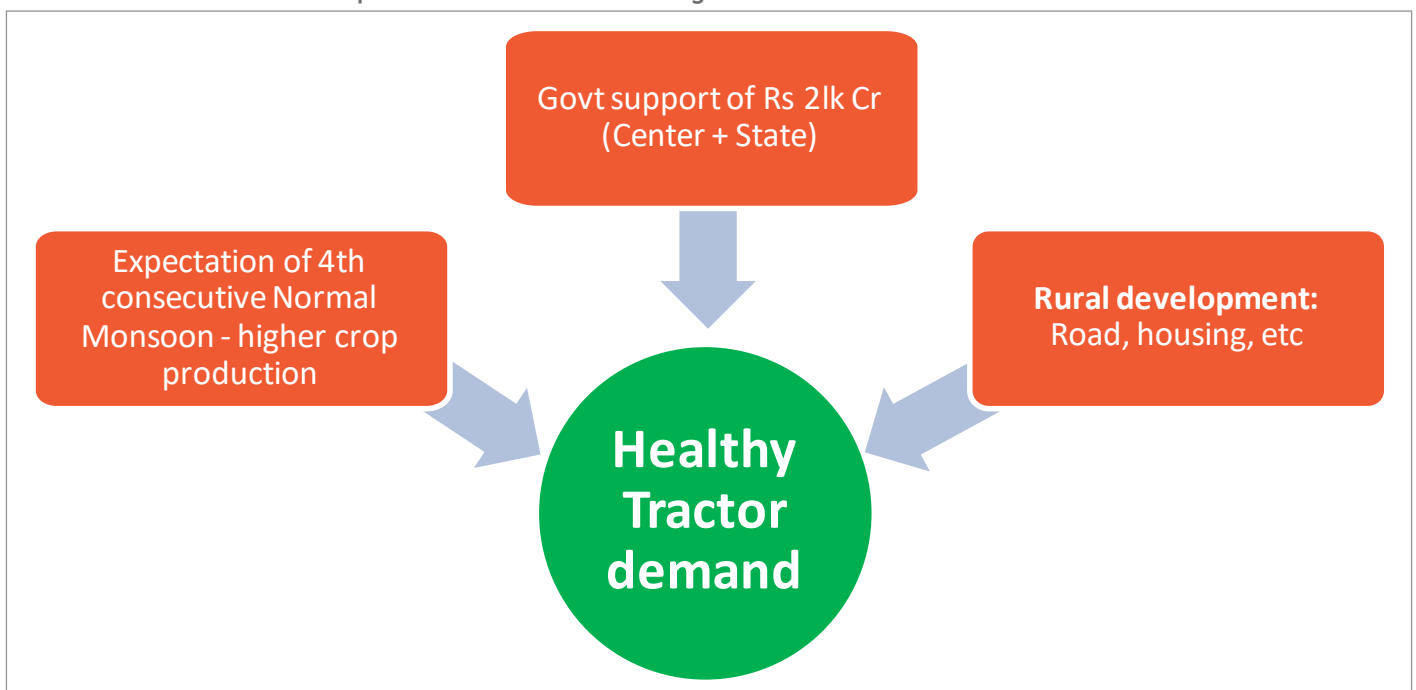 Govt support of Rs 2lk Cr
(Center + State)
Expectation of 4th
consecutive Normal
Monsoon - higher crop
production
Rural development:
Road, housing, etc
Healthy
Tractor
demand